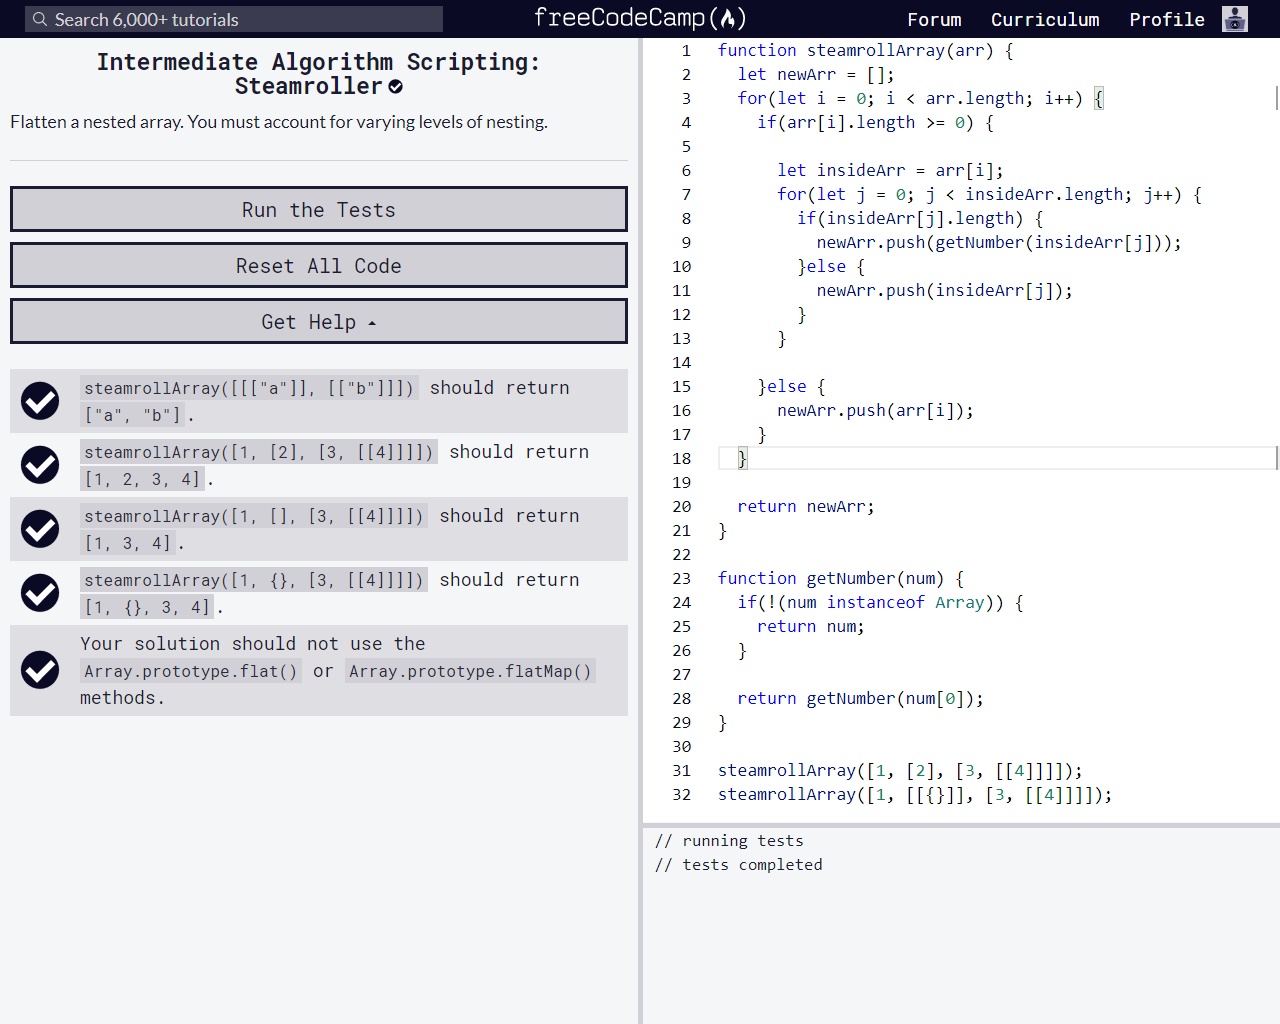 Search 6,000+ tutorials
freeCodeCamp
Forum
Curriculum
Profile
Intermediate Algorithm Scripting:
Steamroller
Flatten a nested array. You must account for varying levels of nesting.
Run the Tests
Reset All Code
Get Help
steamrollArray([[["a"]], [["b"]]]) should return
["a", "b"].
steamrollArray([1, [2], [3, [[4]]]]) should return
[1, 2, 3, 4].
steamrollArray([1, [], [3, [[4]]]]) should return
[1, 3, 4].
steamrollArray([1, {}, [3, [[4]]]]) should return
[1, {}, 3, 4].
Your solution should not use the
Array.prototype.flat() or Array.prototype.flatMap()
methods.
1 function steamrollArray(arr) {
2 let newArr = [];
3 for(let i = 0; i < arr.length; i++) {
4 if(arr[i].length >= 0) {
5
6 let insideArr = arr[i];
7 for(let j = 0; j < insideArr.length; j++) {
8 if(insideArr[j].length) {
9 newArr.push(getNumber(insideArr[j]));
10 }else {
11 newArr.push(insideArr[j]);
12 }
13 }
14
15 }else {
16 newArr.push(arr[i]);
17 }
18 }
19
20 return newArr;
21 }
22
23 function getNumber(num) {
24 if(!(num instanceof Array)) {
25 return num;
26 }
27
28 return getNumber(num[0]);
29 }
30
31 steamrollArray([1, [2], [3, [[4]]]]);
32 steamrollArray([1, [[{}]], [3, [[4]]]]);
// running tests
// tests completed